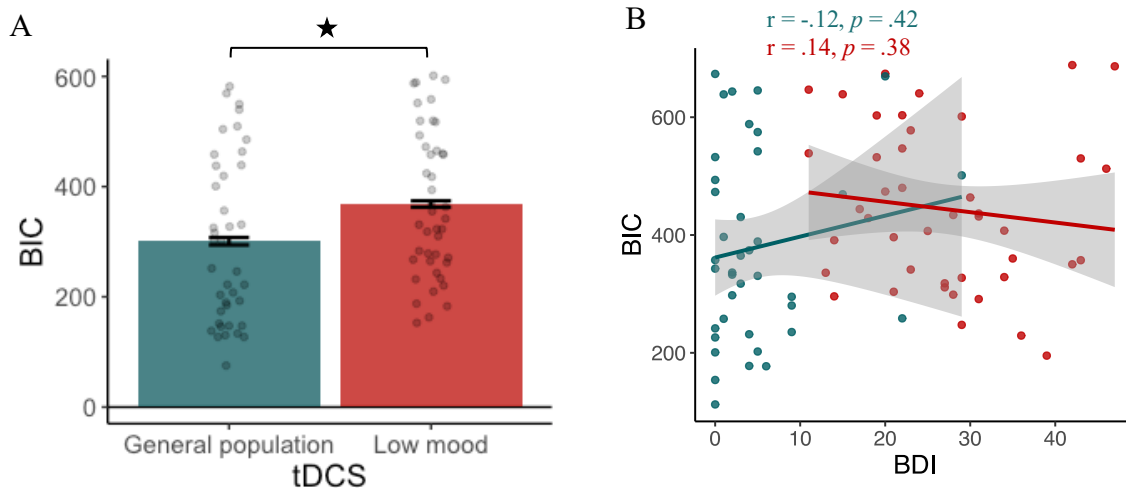 A
★
600
400
200
0
BIC
General population
Low mood
tDCS
B
r = -.12, p = .42
r = .14, p = .38
600
400
200
BIC
0
10
20
30
40
BDI